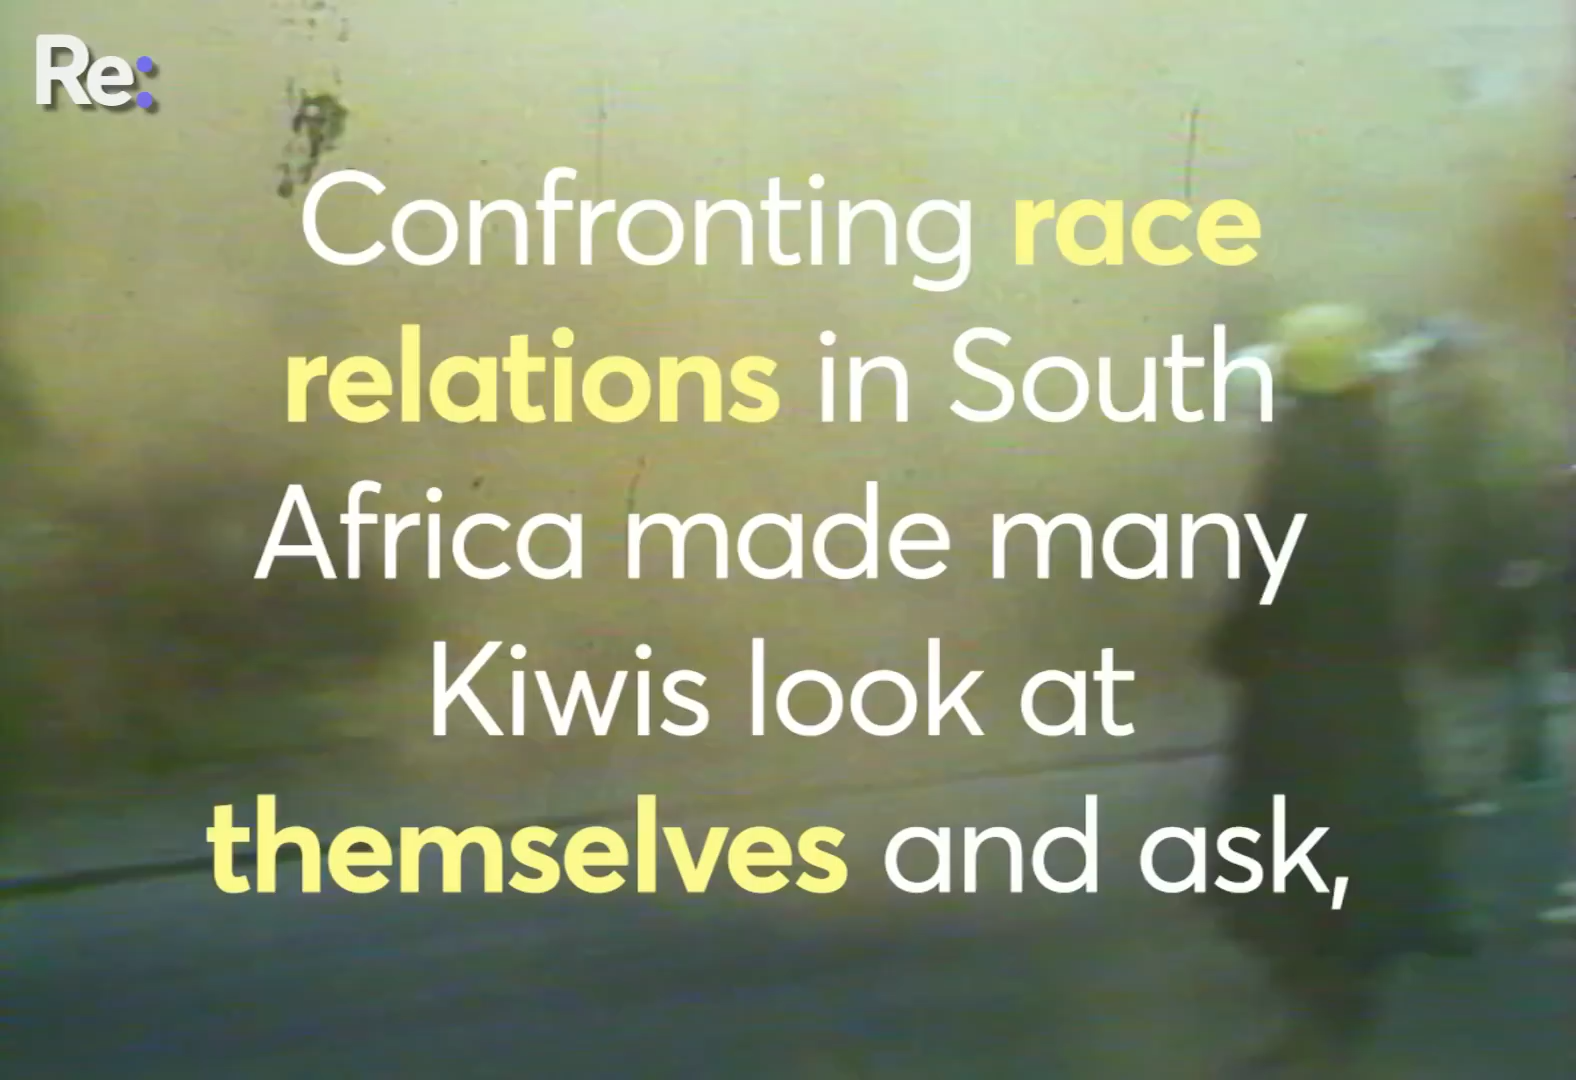 Re:
Confronting race
relations in South
Africa made many
Kiwis look at
themselves and ask,